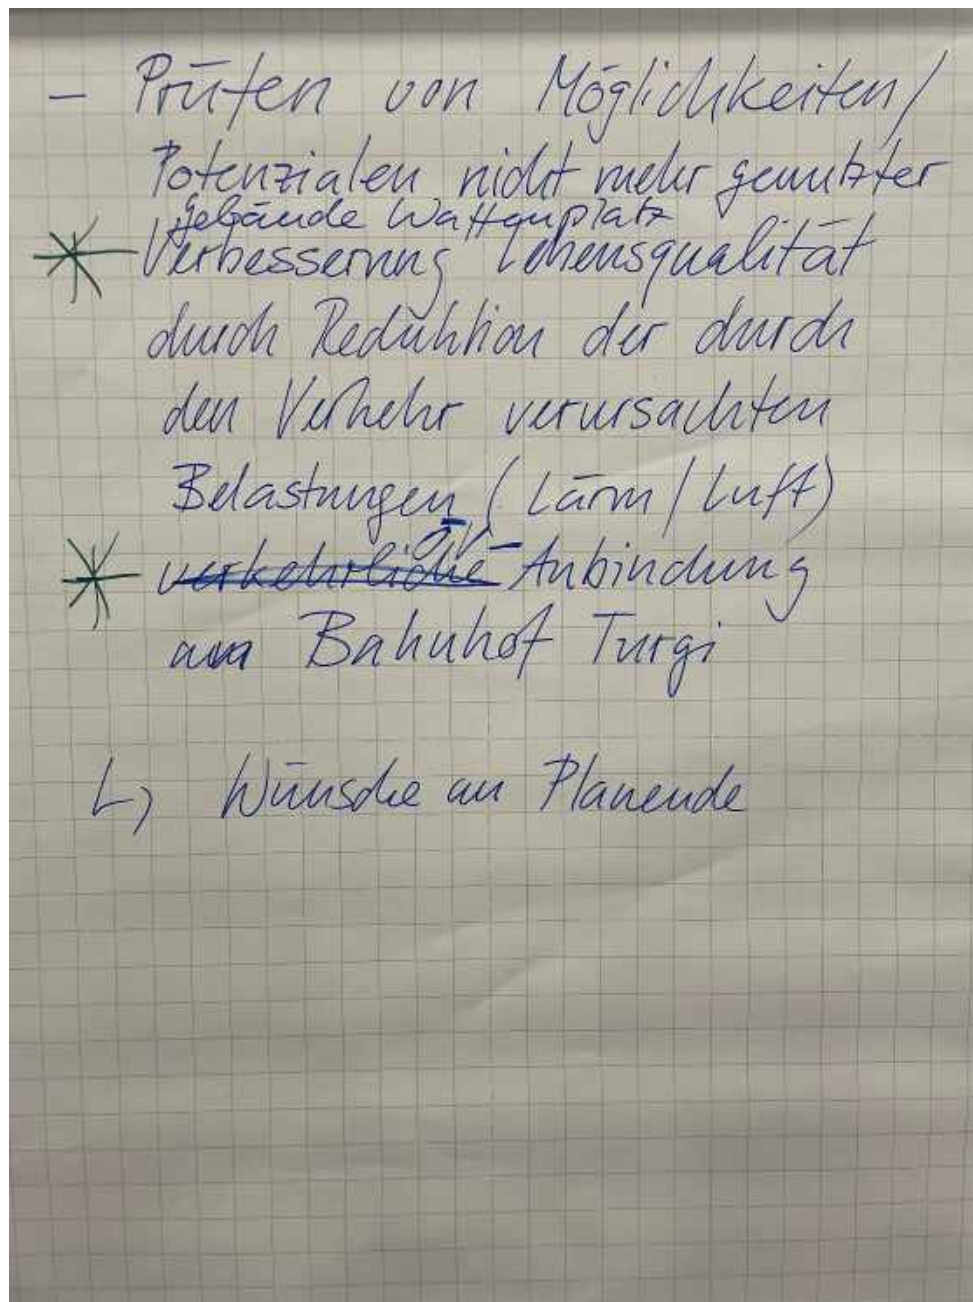 - Prüfen von Möglichkeiten/
Potenzialen nicht mehr genutzter
Gebäude Waffenplatz
* Verbesserung Lebensqualität
durch Reduktion der durch
den Verkehr verursachten
Belastungen (Lärm/Luft)
ÖV-
* verkehrliche Anbindung
am Bahnhof Turgi
↳ Wünsche an Planende